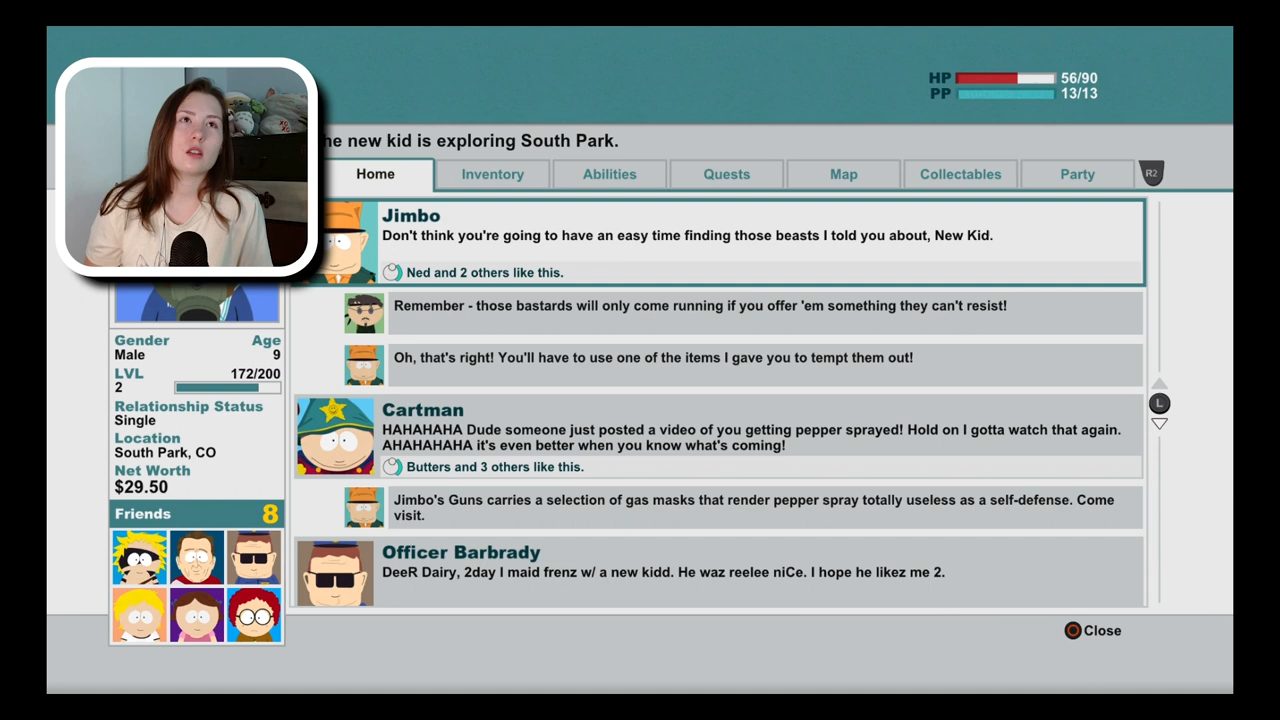 HP 56/90
PP 13/13
he new kid is exploring South Park.
Home Inventory Abilities Quests Map Collectables Party R2
Jimbo
Don't think you're going to have an easy time finding those beasts I told you about, New Kid.
Ned and 2 others like this.
Remember - those bastards will only come running if you offer 'em something they can't resist!
Oh, that's right! You'll have to use one of the items I gave you to tempt them out!
Cartman
HAHAHAHA Dude someone just posted a video of you getting pepper sprayed! Hold on I gotta watch that again.
AHAHAHAHA it's even better when you know what's coming!
Butters and 3 others like this.
Jimbo's Guns carries a selection of gas masks that render pepper spray totally useless as a self-defense. Come
visit.
Officer Barbrady
DeeR Dairy, 2day I maid frenz w/ a new kidd. He waz reelee niCe. I hope he likez me 2.
Gender Age
Male 9
LVL 172/200
2
Relationship Status
Single
Location
South Park, CO
Net Worth
$29.50
Friends 8
L
Close